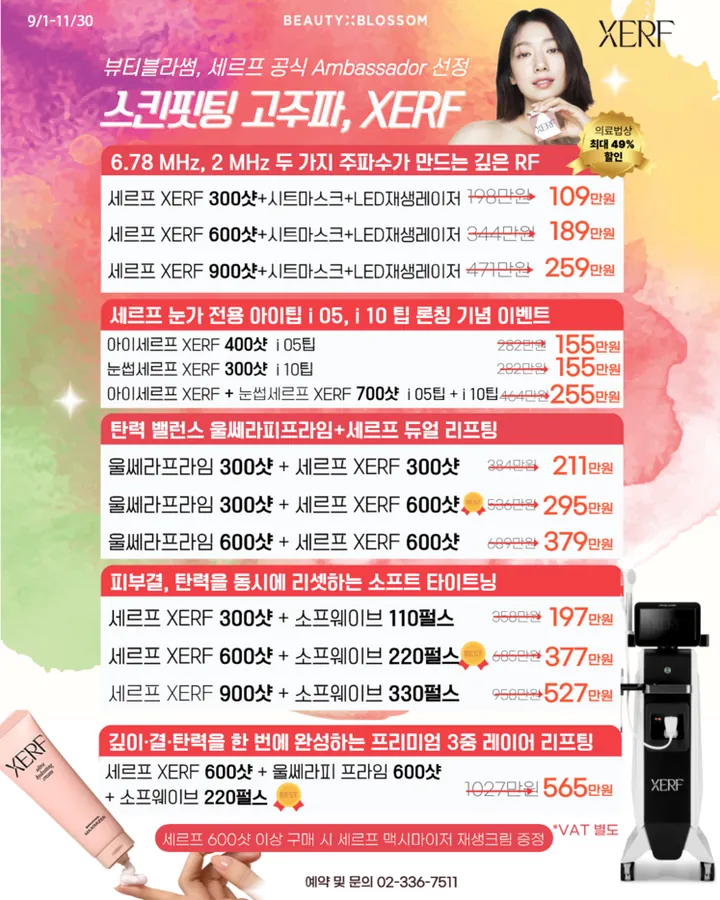 9/1-11/30
BEAUTY BLOSSOM
XERF
뷰티블라썸, 세르프 공식 Ambassador 선정
스킨핏팅 고주파, XERF
의료법상
최대 49%
할인
6.78 MHz, 2 MHz 두 가지 주파수가 만드는 깊은 RF
세르프 XERF 300샷+시트마스크+LED재생레이저 198만원 109만원
세르프 XERF 600샷+시트마스크+LED재생레이저 344만원 189만원
세르프 XERF 900샷+시트마스크+LED재생레이저 471만원 259만원
세르프 눈가 전용 아이팁 i 05, i 10 팁 론칭 기념 이벤트
아이세르프 XERF 400샷 i 05팁 282만원 155만원
눈썹세르프 XERF 300샷 i 10팁 282만원 155만원
아이세르프 XERF + 눈썹세르프 XERF 700샷 i 05팁 + i 10팁 464만원 255만원
탄력 밸런스 울쎄라피프라임+세르프 듀얼 리프팅
울쎄라프라임 300샷 + 세르프 XERF 300샷 384만원 211만원
울쎄라프라임 300샷 + 세르프 XERF 600샷 BEST 536만원 295만원
울쎄라프라임 600샷 + 세르프 XERF 600샷 689만원 379만원
피부결, 탄력을 동시에 리셋하는 소프트 타이트닝
세르프 XERF 300샷 + 소프웨이브 110펄스 358만원 197만원
세르프 XERF 600샷 + 소프웨이브 220펄스 BEST 685만원 377만원
세르프 XERF 900샷 + 소프웨이브 330펄스 958만원 527만원
깊이·결·탄력을 한 번에 완성하는 프리미엄 3중 레이어 리프팅
세르프 XERF 600샷 + 울쎄라피 프라임 600샷
+ 소프웨이브 220펄스 BEST 1027만원 565만원
XERF
XERF
세르프 600샷 이상 구매 시 세르프 맥시마이저 재생크림 증정
*VAT 별도
예약 및 문의 02-336-7511